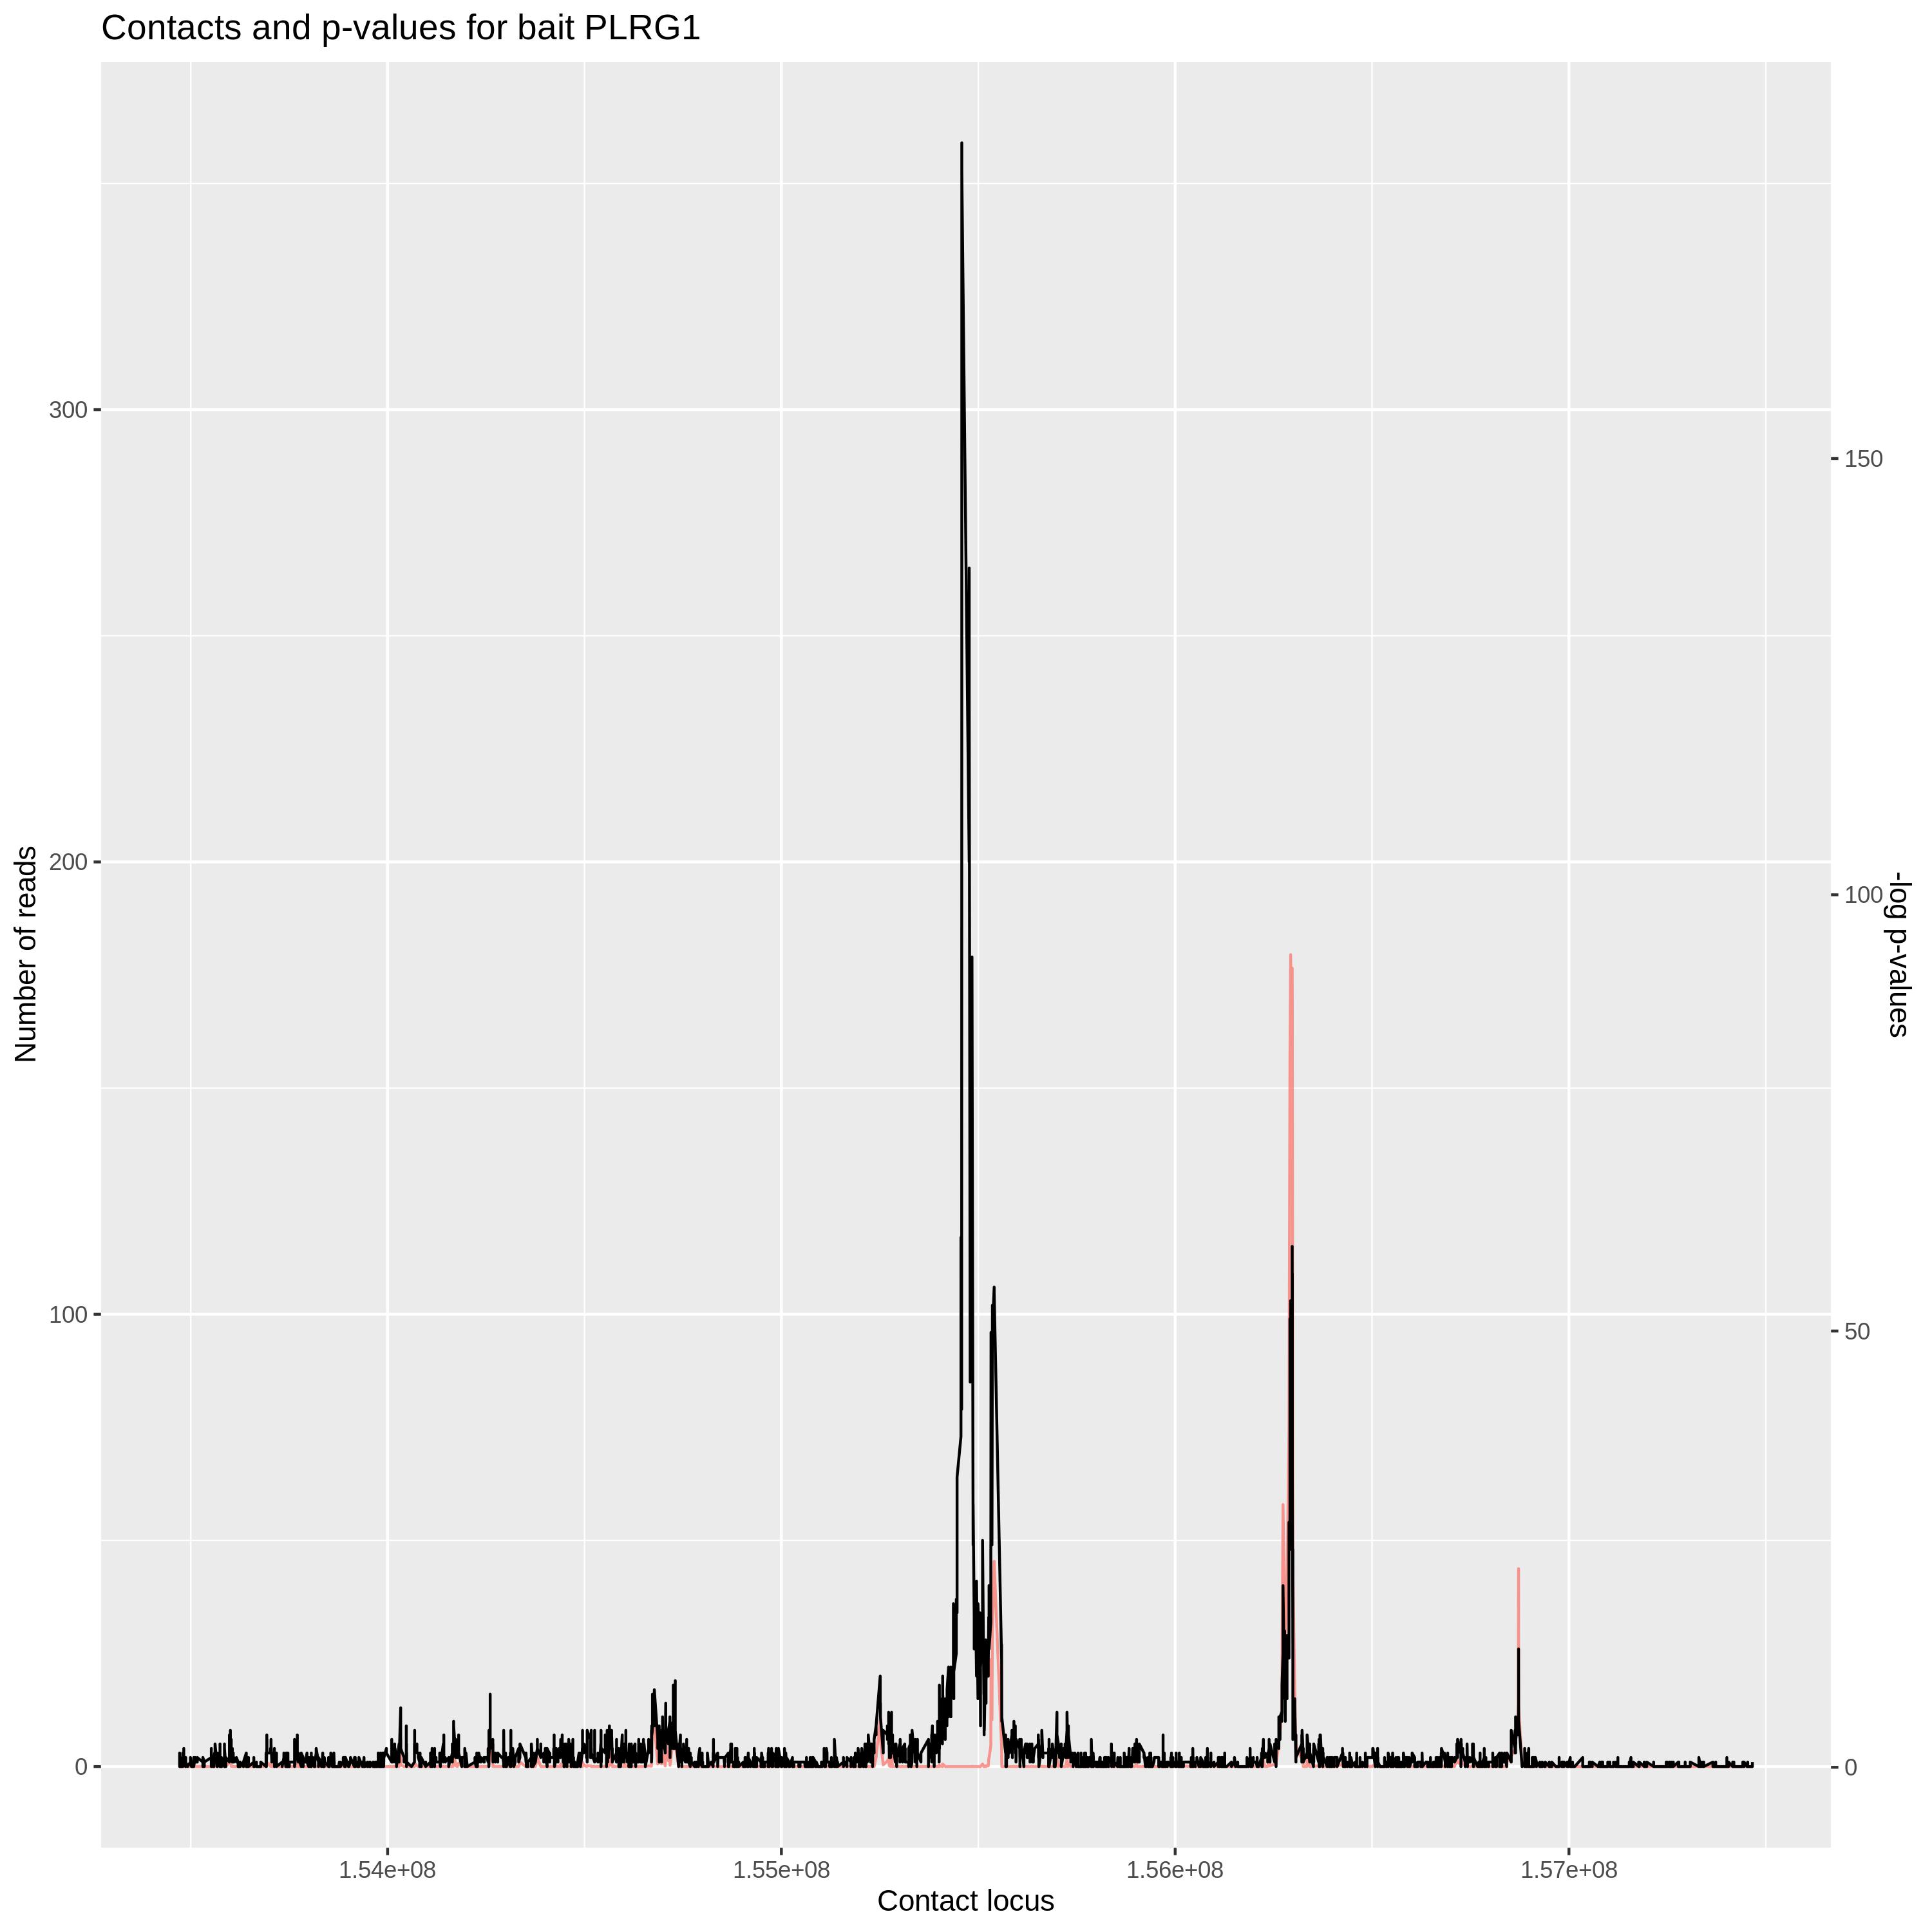 Contacts and p-values for bait PLRG1
300
200
100
0
Number of reads
150
100
50
0
-log p-values
1.54e+08 1.55e+08 1.56e+08 1.57e+08
Contact locus